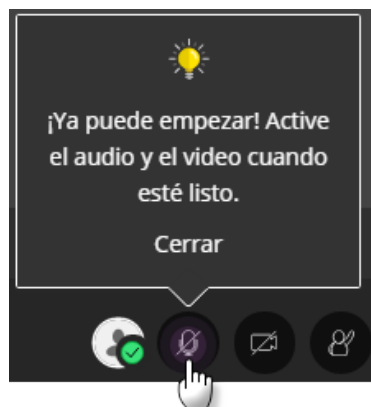 ¡Ya puede empezar! Active
el audio y el video cuando
esté listo.
Cerrar